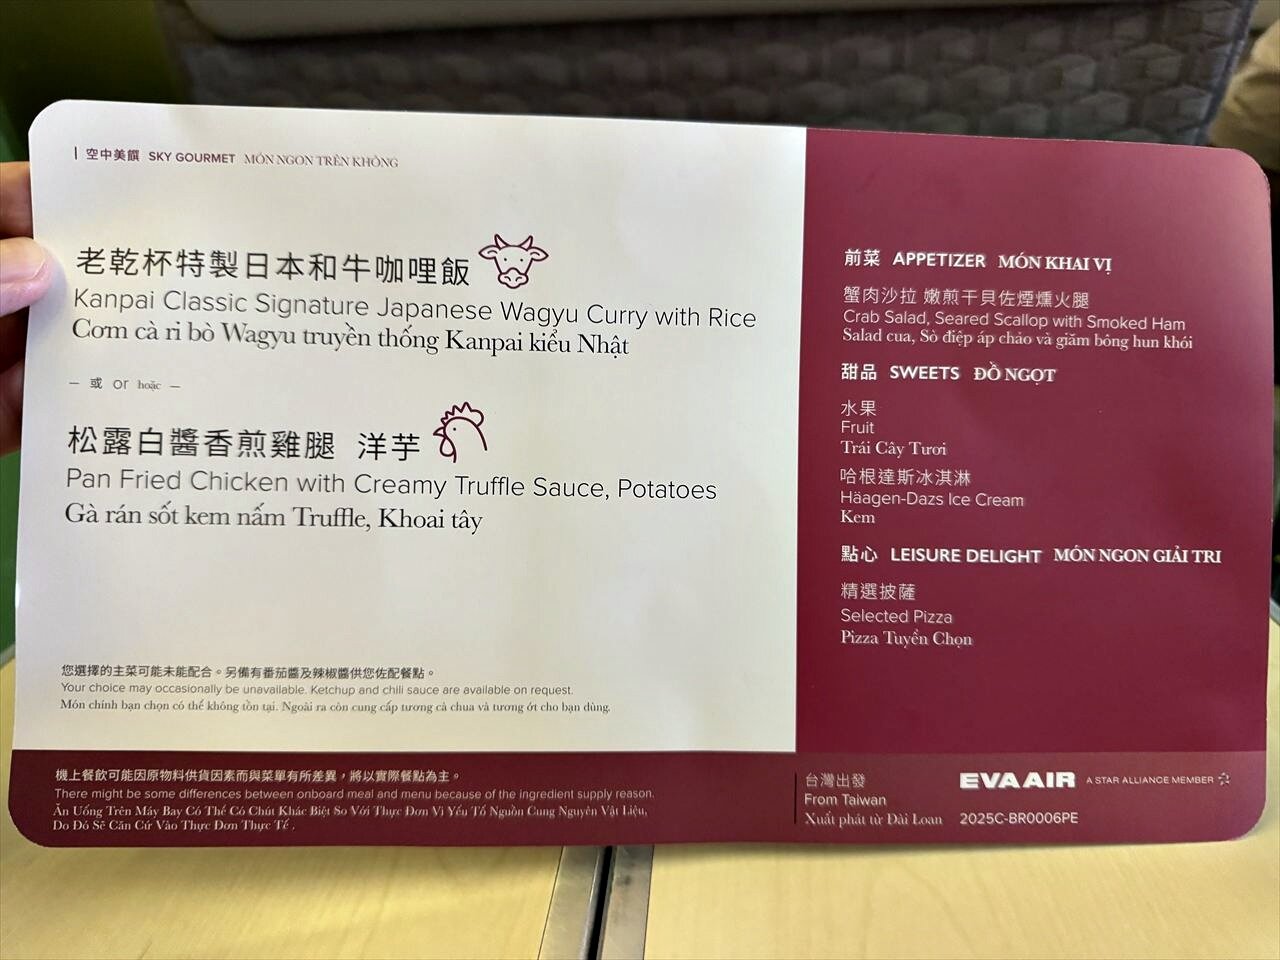 空中美饌 SKY GOURMET MÓN NGON TRÊN KHÔNG
老乾杯特製日本和牛咖哩飯
Kanpai Classic Signature Japanese Wagyu Curry with Rice
Cơm cà ri bò Wagyu truyền thống Kanpai kiểu Nhật
— 或 or hoặc —
松露白醬香煎雞腿 洋芋
Pan Fried Chicken with Creamy Truffle Sauce, Potatoes
Gà rán sốt kem nấm Truffle, Khoai tây
您選擇的主菜可能未能配合。另備有番茄醬及辣椒醬供您佐配餐點。
Your choice may occasionally be unavailable. Ketchup and chili sauce are available on request.
Món chính bạn chọn có thể không tồn tại. Ngoài ra còn cung cấp tương cà chua và tương ớt cho bạn dùng.
前菜 APPETIZER MÓN KHAI VỊ
蟹肉沙拉 嫩煎干貝佐煙燻火腿
Crab Salad, Seared Scallop with Smoked Ham
Salad cua, Sò điệp áp chảo và giăm bông hun khói
甜品 SWEETS ĐỒ NGỌT
水果
Fruit
Trái Cây Tươi
哈根達斯冰淇淋
Häagen-Dazs Ice Cream
Kem
點心 LEISURE DELIGHT MÓN NGON GIẢI TRI
精選披薩
Selected Pizza
Pizza Tuyển Chọn
機上餐飲可能因原物料供貨因素而與菜單有所差異，將以實際餐點為主。
There might be some differences between onboard meal and menu because of the ingredient supply reason.
Ăn Uống Trên Máy Bay Có Thể Có Chút Khác Biệt So Với Thực Đơn Vì Yếu Tố Nguồn Cung Nguyên Vật Liệu,
Do Đó Sẽ Căn Cứ Vào Thực Đơn Thực Tế .
台灣出發
From Taiwan
Xuất phát từ Đài Loan
EVA AIR A STAR ALLIANCE MEMBER
2025C-BR0006PE